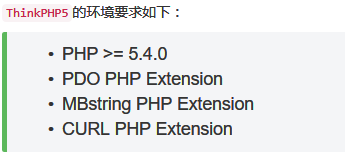 ThinkPHP5 的环境要求如下：
• PHP >= 5.4.0
• PDO PHP Extension
• MBstring PHP Extension
• CURL PHP Extension